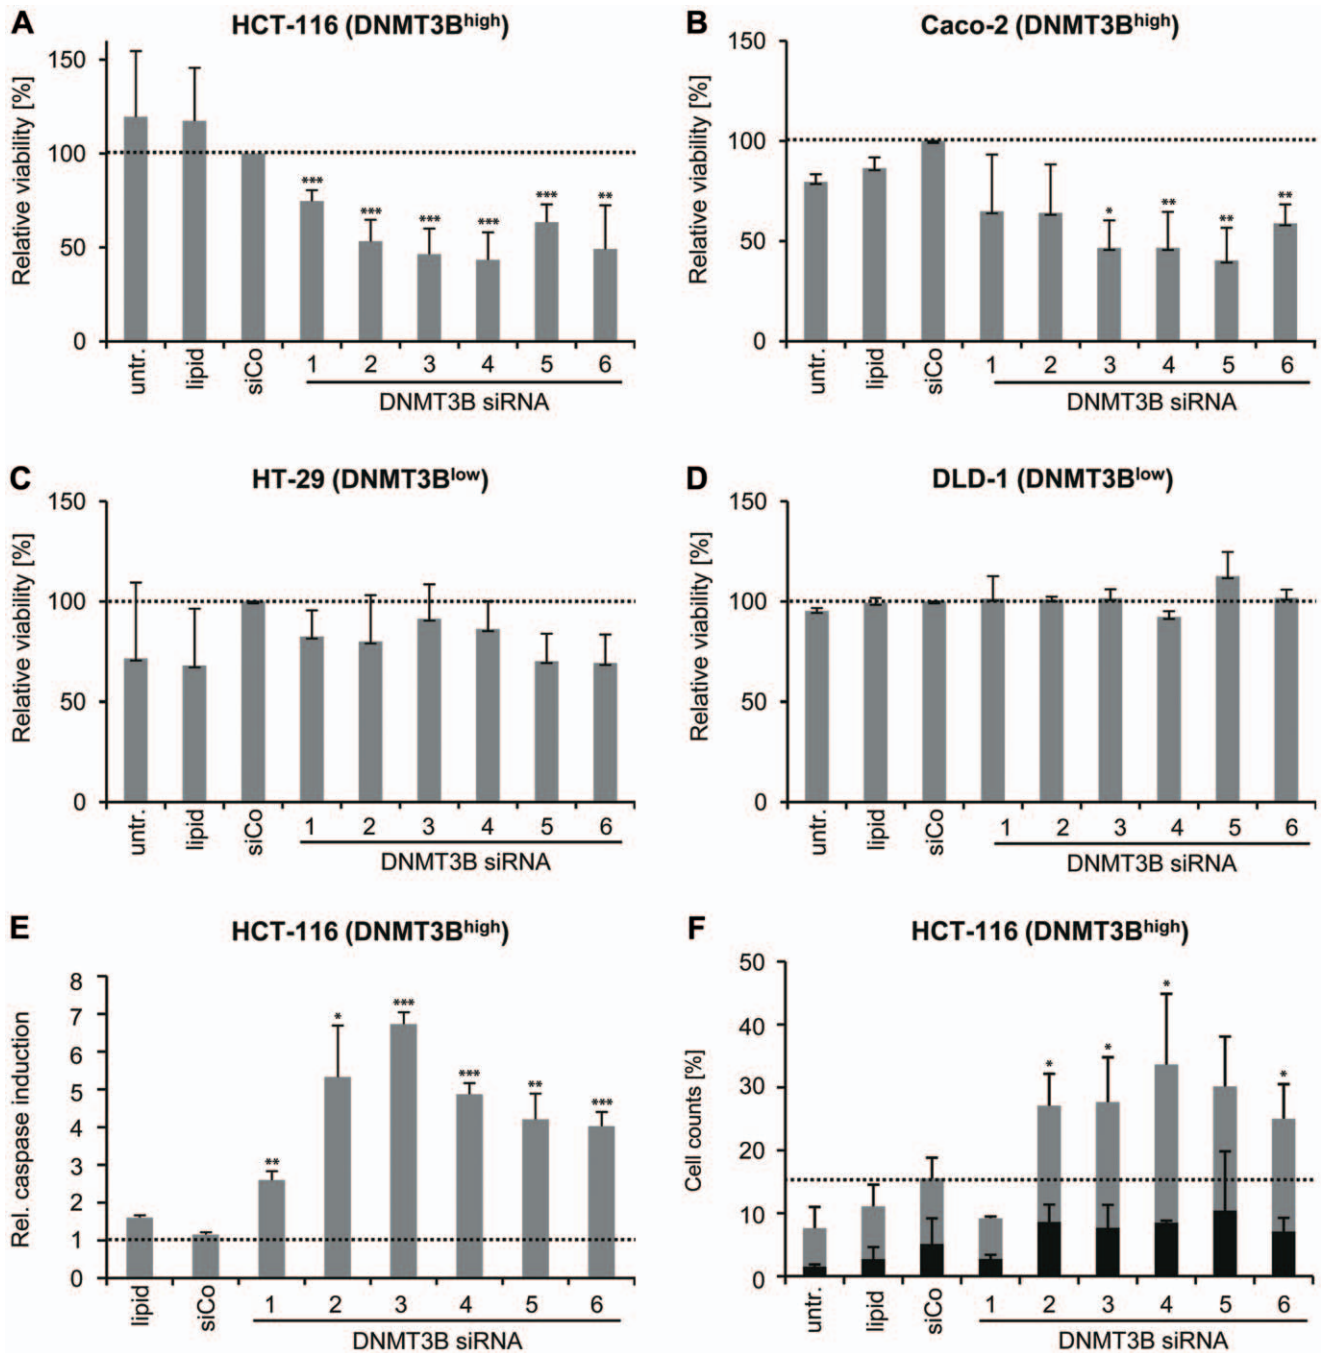 A
HCT-116 (DNMT3Bhigh)
Relative viability [%]
150
100
50
0
*** *** *** *** *** **
untr. lipid siCo 1 2 3 4 5 6
DNMT3B siRNA
B
Caco-2 (DNMT3Bhigh)
Relative viability [%]
150
100
50
0
* ** ** **
untr. lipid siCo 1 2 3 4 5 6
DNMT3B siRNA
C
HT-29 (DNMT3Blow)
Relative viability [%]
150
100
50
0
untr. lipid siCo 1 2 3 4 5 6
DNMT3B siRNA
D
DLD-1 (DNMT3Blow)
Relative viability [%]
150
100
50
0
untr. lipid siCo 1 2 3 4 5 6
DNMT3B siRNA
E
HCT-116 (DNMT3Bhigh)
Rel. caspase induction
8
7
6
5
4
3
2
1
0
** * *** *** ** ***
lipid siCo 1 2 3 4 5 6
DNMT3B siRNA
F
HCT-116 (DNMT3Bhigh)
Cell counts [%]
50
40
30
20
10
0
* * * *
untr. lipid siCo 1 2 3 4 5 6
DNMT3B siRNA